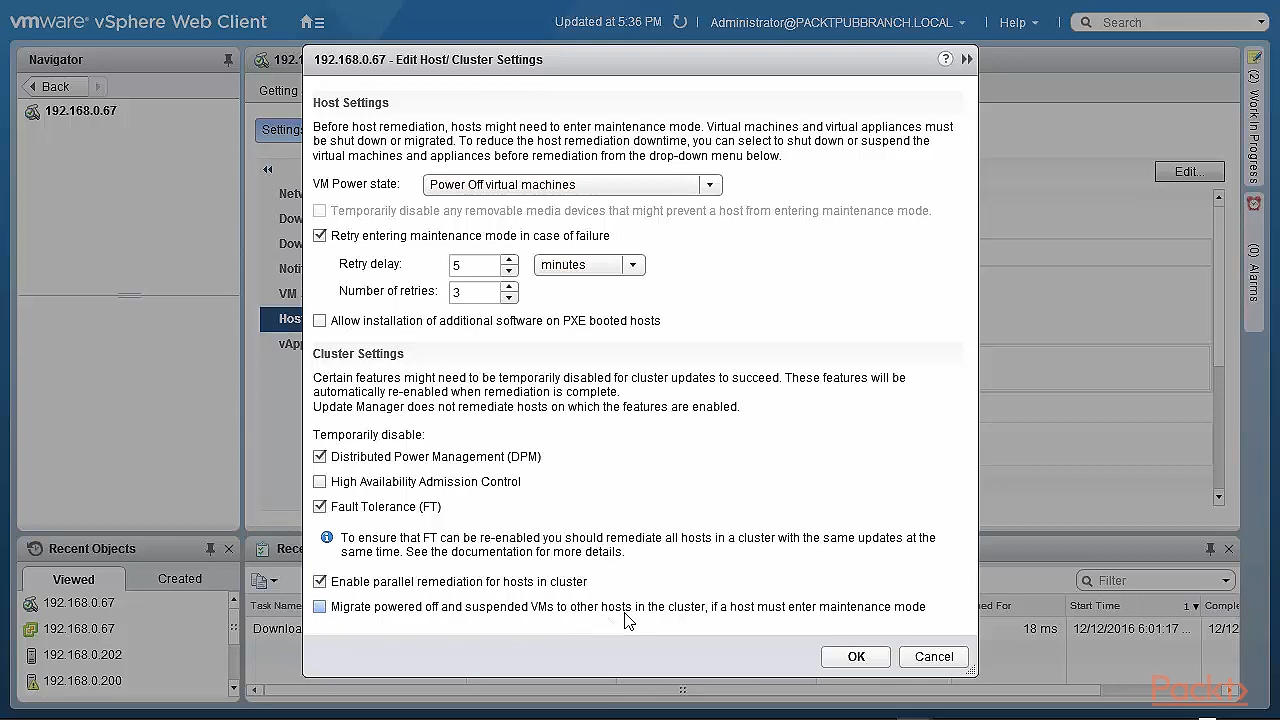 vmware® vSphere Web Client
Updated at 5:36 PM
Administrator@PACKTPUBBRANCH.LOCAL
Help
Search
Navigator
Back
192.168.0.67
192.1
Getting
Settings
Edit...
Host
vApp
192.168.0.67 - Edit Host/ Cluster Settings
Host Settings
Before host remediation, hosts might need to enter maintenance mode. Virtual machines and virtual appliances must
be shut down or migrated. To reduce the host remediation downtime, you can select to shut down or suspend the
virtual machines and appliances before remediation from the drop-down menu below.
VM Power state: Power Off virtual machines
Temporarily disable any removable media devices that might prevent a host from entering maintenance mode.
Retry entering maintenance mode in case of failure
Retry delay: 5 minutes
Number of retries: 3
Allow installation of additional software on PXE booted hosts
Cluster Settings
Certain features might need to be temporarily disabled for cluster updates to succeed. These features will be
automatically re-enabled when remediation is complete.
Update Manager does not remediate hosts on which the features are enabled.
Temporarily disable:
Distributed Power Management (DPM)
High Availability Admission Control
Fault Tolerance (FT)
To ensure that FT can be re-enabled you should remediate all hosts in a cluster with the same updates at the
same time. See the documentation for more details.
Enable parallel remediation for hosts in cluster
Migrate powered off and suspended VMs to other hosts in the cluster, if a host must enter maintenance mode
OK
Cancel
(2) Work In Progress
(0) Alarms
Recent Objects
Viewed
Created
192.168.0.67
192.168.0.67
192.168.0.202
192.168.0.200
Filter
Task Name
Start Time
1
18 ms
12/12/2016 6:01:17 ...
12/12
Packt